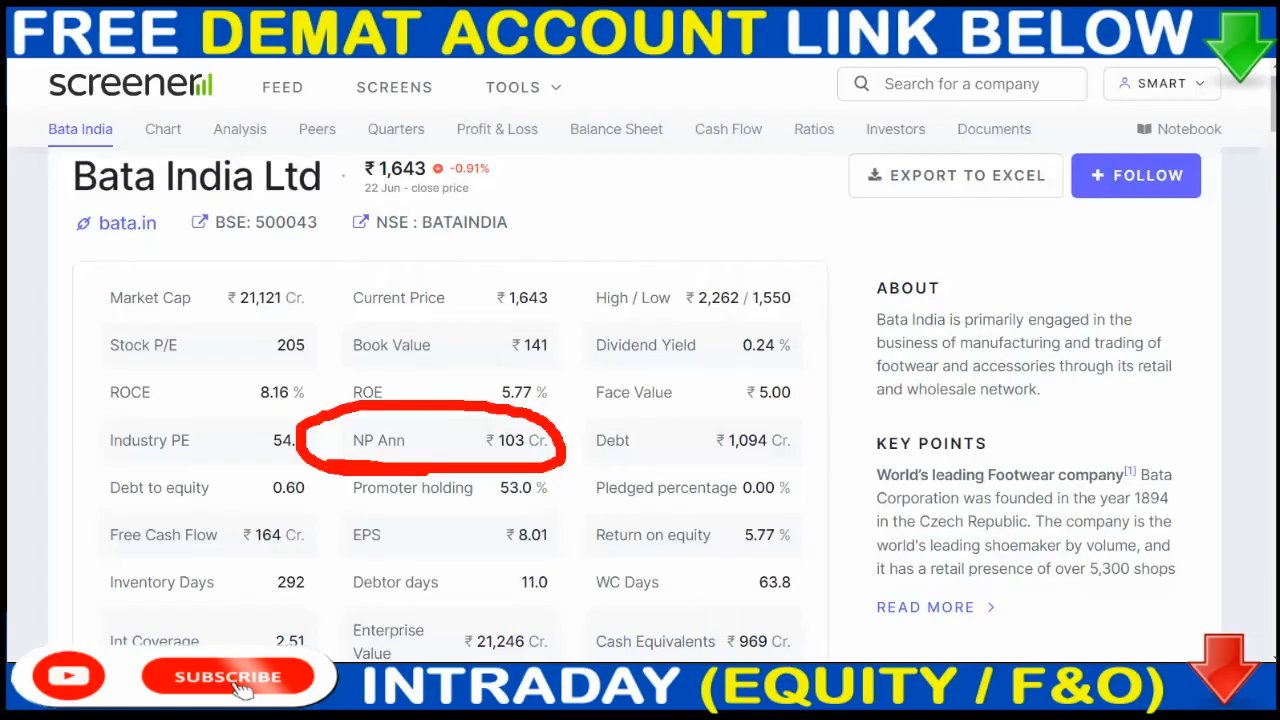 FREE DEMAT ACCOUNT LINK BELOW
screener
FEED
SCREENS
TOOLS
Search for a company
SMART
Bata India
Chart
Analysis
Peers
Quarters
Profit & Loss
Balance Sheet
Cash Flow
Ratios
Investors
Documents
Notebook
Bata India Ltd
₹ 1,643 -0.91%
22 Jun - close price
EXPORT TO EXCEL
+ FOLLOW
bata.in
BSE: 500043
NSE : BATAINDIA
Market Cap ₹ 21,121 Cr.
Current Price ₹ 1,643
High / Low ₹ 2,262 / 1,550
Stock P/E 205
Book Value ₹ 141
Dividend Yield 0.24 %
ROCE 8.16 %
ROE 5.77 %
Face Value ₹ 5.00
Industry PE 54.
NP Ann ₹ 103 Cr.
Debt ₹ 1,094 Cr.
Debt to equity 0.60
Promoter holding 53.0 %
Pledged percentage 0.00 %
Free Cash Flow ₹ 164 Cr.
EPS ₹ 8.01
Return on equity 5.77 %
Inventory Days 292
Debtor days 11.0
WC Days 63.8
Int Coverage 2.51
Enterprise
Value ₹ 21,246 Cr.
Cash Equivalents ₹ 969 Cr.
ABOUT
Bata India is primarily engaged in the
business of manufacturing and trading of
footwear and accessories through its retail
and wholesale network.
KEY POINTS
World's leading Footwear company[1] Bata
Corporation was founded in the year 1894
in the Czech Republic. The company is the
world's leading shoemaker by volume, and
it has a retail presence of over 5,300 shops
READ MORE
SUBSCRIBE
INTRADAY (EQUITY / F&O)